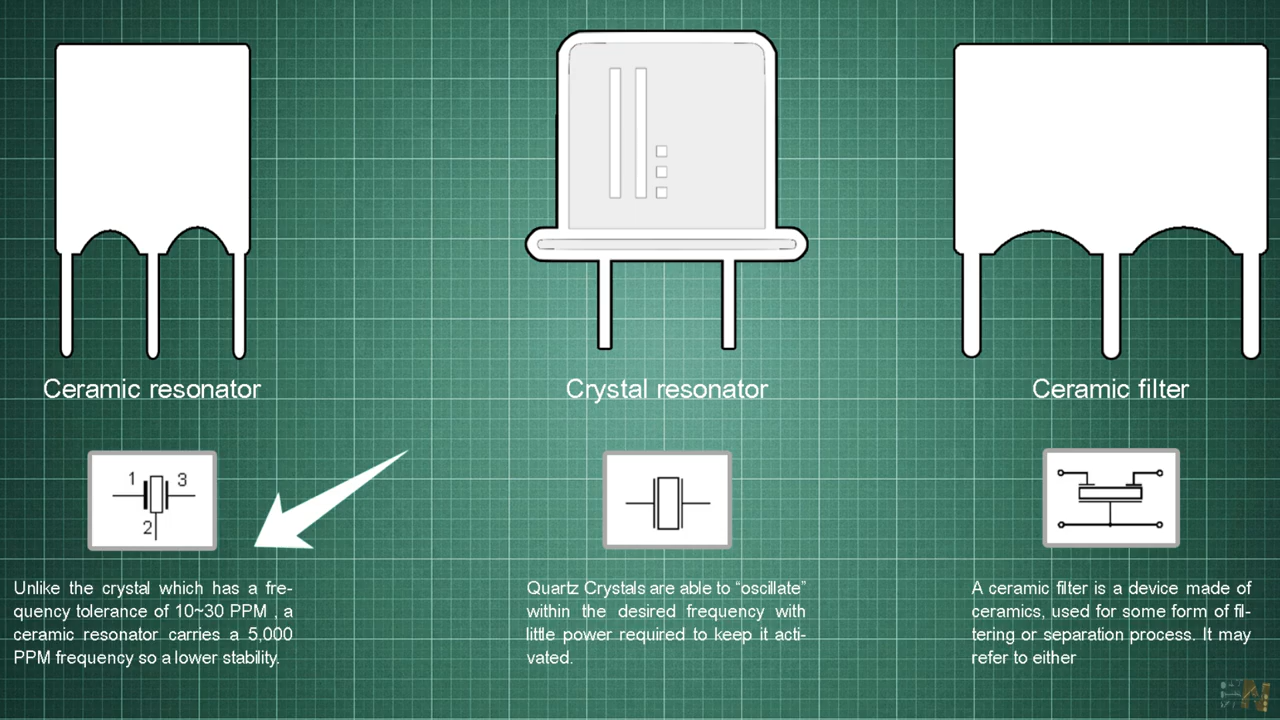 Ceramic resonator
1
3
2
Unlike the crystal which has a fre-
quency tolerance of 10~30 PPM , a
ceramic resonator carries a 5,000
PPM frequency so a lower stability.
Crystal resonator
Quartz Crystals are able to “oscillate”
within the desired frequency with
little power required to keep it acti-
vated.
Ceramic filter
A ceramic filter is a device made of
ceramics, used for some form of fil-
tering or separation process. It may
refer to either